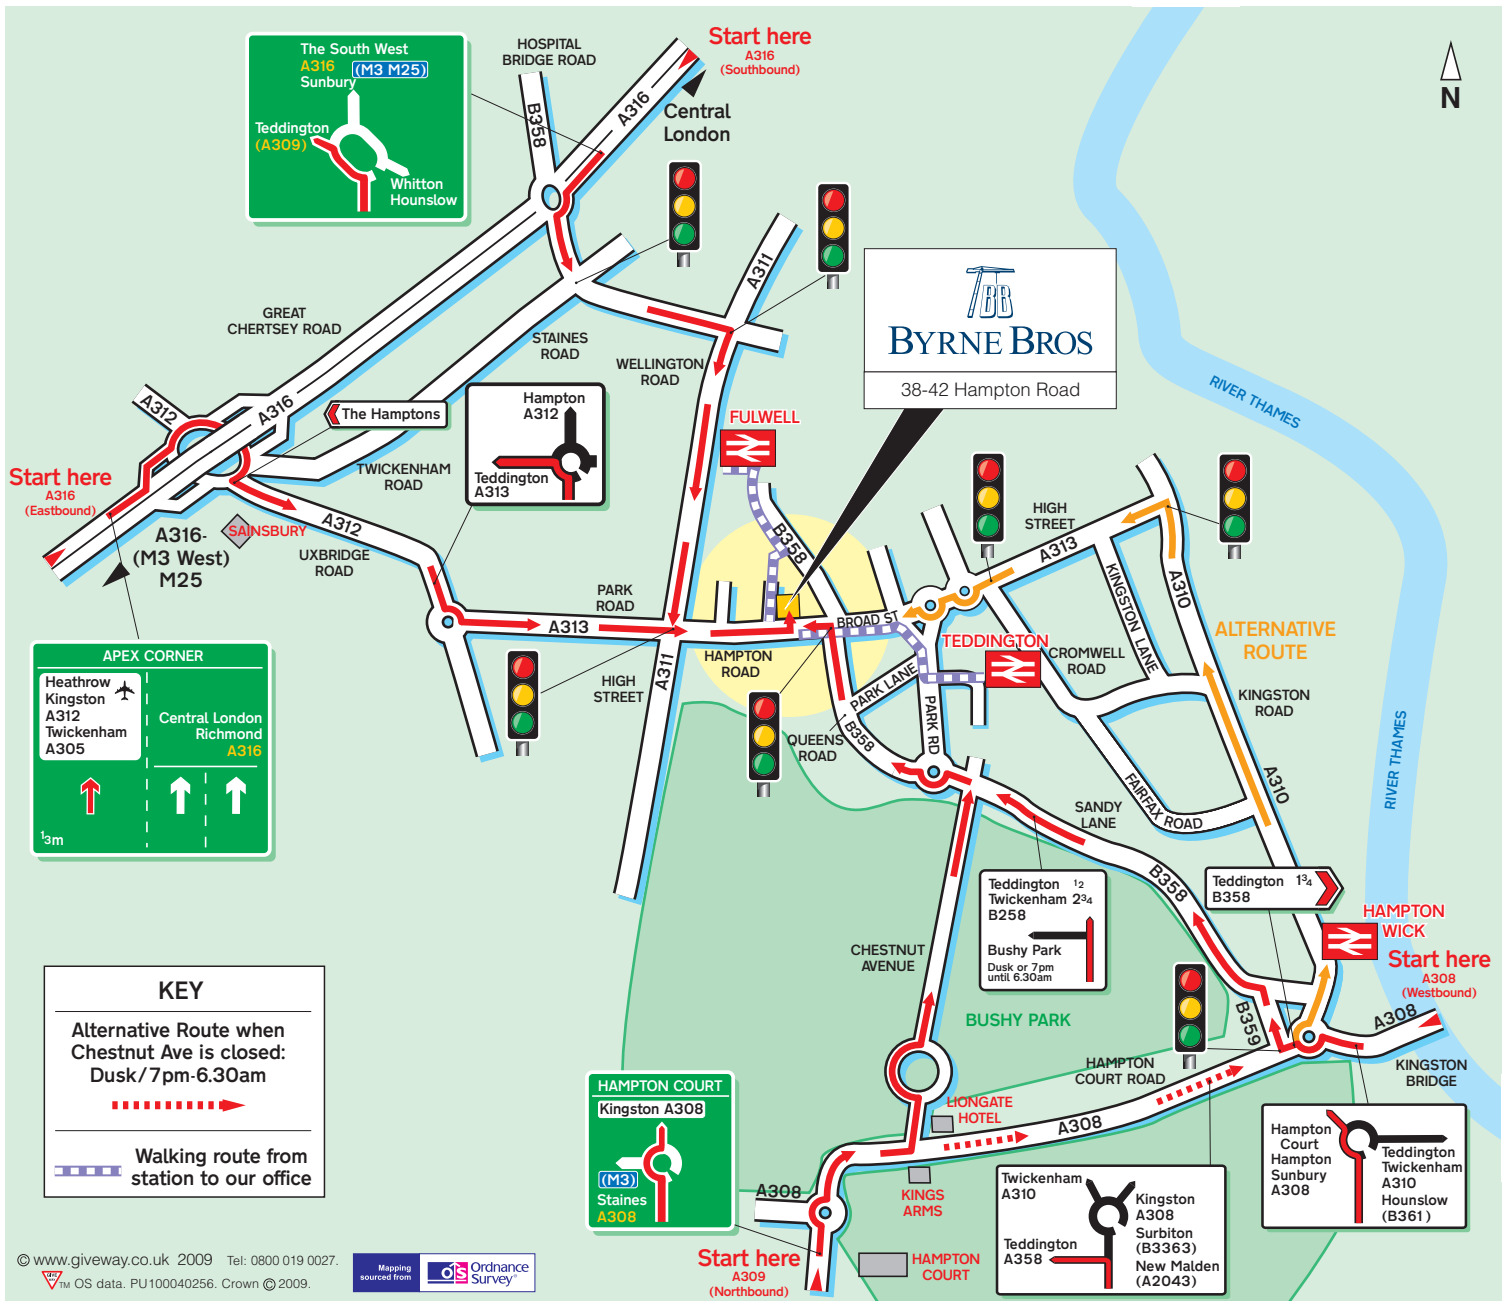 The South West
A316 (M3 M25)
Sunbury
Teddington
(A309)
Whitton
Hounslow
HOSPITAL
BRIDGE ROAD
B358
A316
Start here
A316
(Southbound)
Central
London
N
A311
GREAT
CHERTSEY ROAD
STAINES
ROAD
WELLINGTON
ROAD
BB
BYRNE BROS
38-42 Hampton Road
RIVER THAMES
A312
A316
The Hamptons
Hampton
A312
Teddington
A313
FULWELL
TWICKENHAM
ROAD
Start here
A316
(Eastbound)
SAINSBURY
A312
A316-
(M3 West)
M25
UXBRIDGE
ROAD
B358
HIGH
STREET
A313
KINGSTON LANE
A310
PARK
ROAD
A313
BROAD ST
HAMPTON
ROAD
TEDDINGTON
CROMWELL
ROAD
ALTERNATIVE
ROUTE
HIGH
STREET
A311
PARK LANE
PARK RD
KINGSTON
ROAD
QUEENS
ROAD
B358
FAIRFAX ROAD
A310
RIVER THAMES
SANDY
LANE
APEX CORNER
Heathrow
Kingston
A312
Twickenham
A305
Central London
Richmond
A316
13m
Teddington 12
Twickenham 234
B258
Bushy Park
Dusk or 7pm
until 6.30am
B358
Teddington 134
B358
HAMPTON
WICK
Start here
A308
(Westbound)
CHESTNUT
AVENUE
BUSHY PARK
B359
A308
KINGSTON
BRIDGE
HAMPTON
COURT ROAD
KEY
Alternative Route when
Chestnut Ave is closed:
Dusk/7pm-6.30am
Walking route from
station to our office
HAMPTON COURT
Kingston A308
(M3)
Staines
A308
LIONGATE
HOTEL
A308
KINGS
ARMS
A308
Hampton
Court
Hampton
Sunbury
A308
Teddington
Twickenham
A310
Hounslow
(B361)
Twickenham
A310
Kingston
A308
Surbiton
(B3363)
New Malden
(A2043)
Teddington
A358
Start here
A309
(Northbound)
HAMPTON
COURT
© www.giveway.co.uk 2009 Tel: 0800 019 0027.
TM OS data. PU100040256. Crown © 2009.
Mapping
sourced from
OS
Ordnance
Survey®